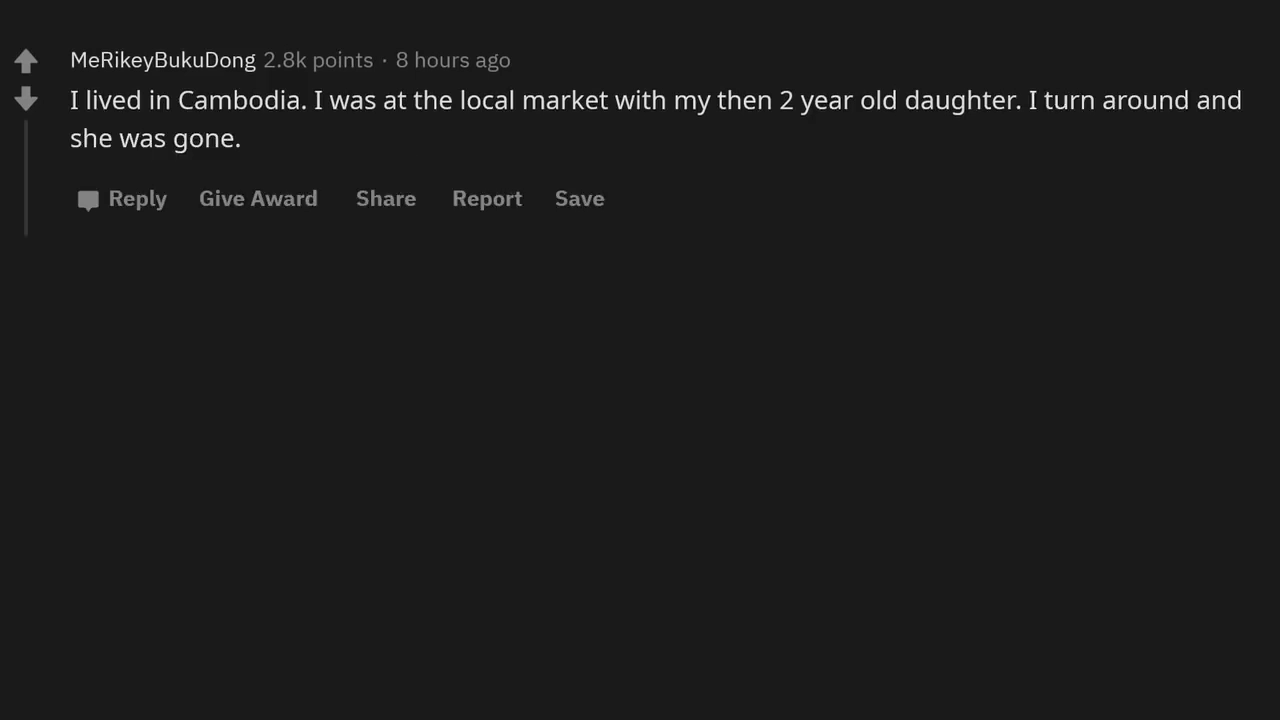 MeRikeyBukuDong 2.8k points · 8 hours ago
I lived in Cambodia. I was at the local market with my then 2 year old daughter. I turn around and
she was gone.
Reply Give Award Share Report Save